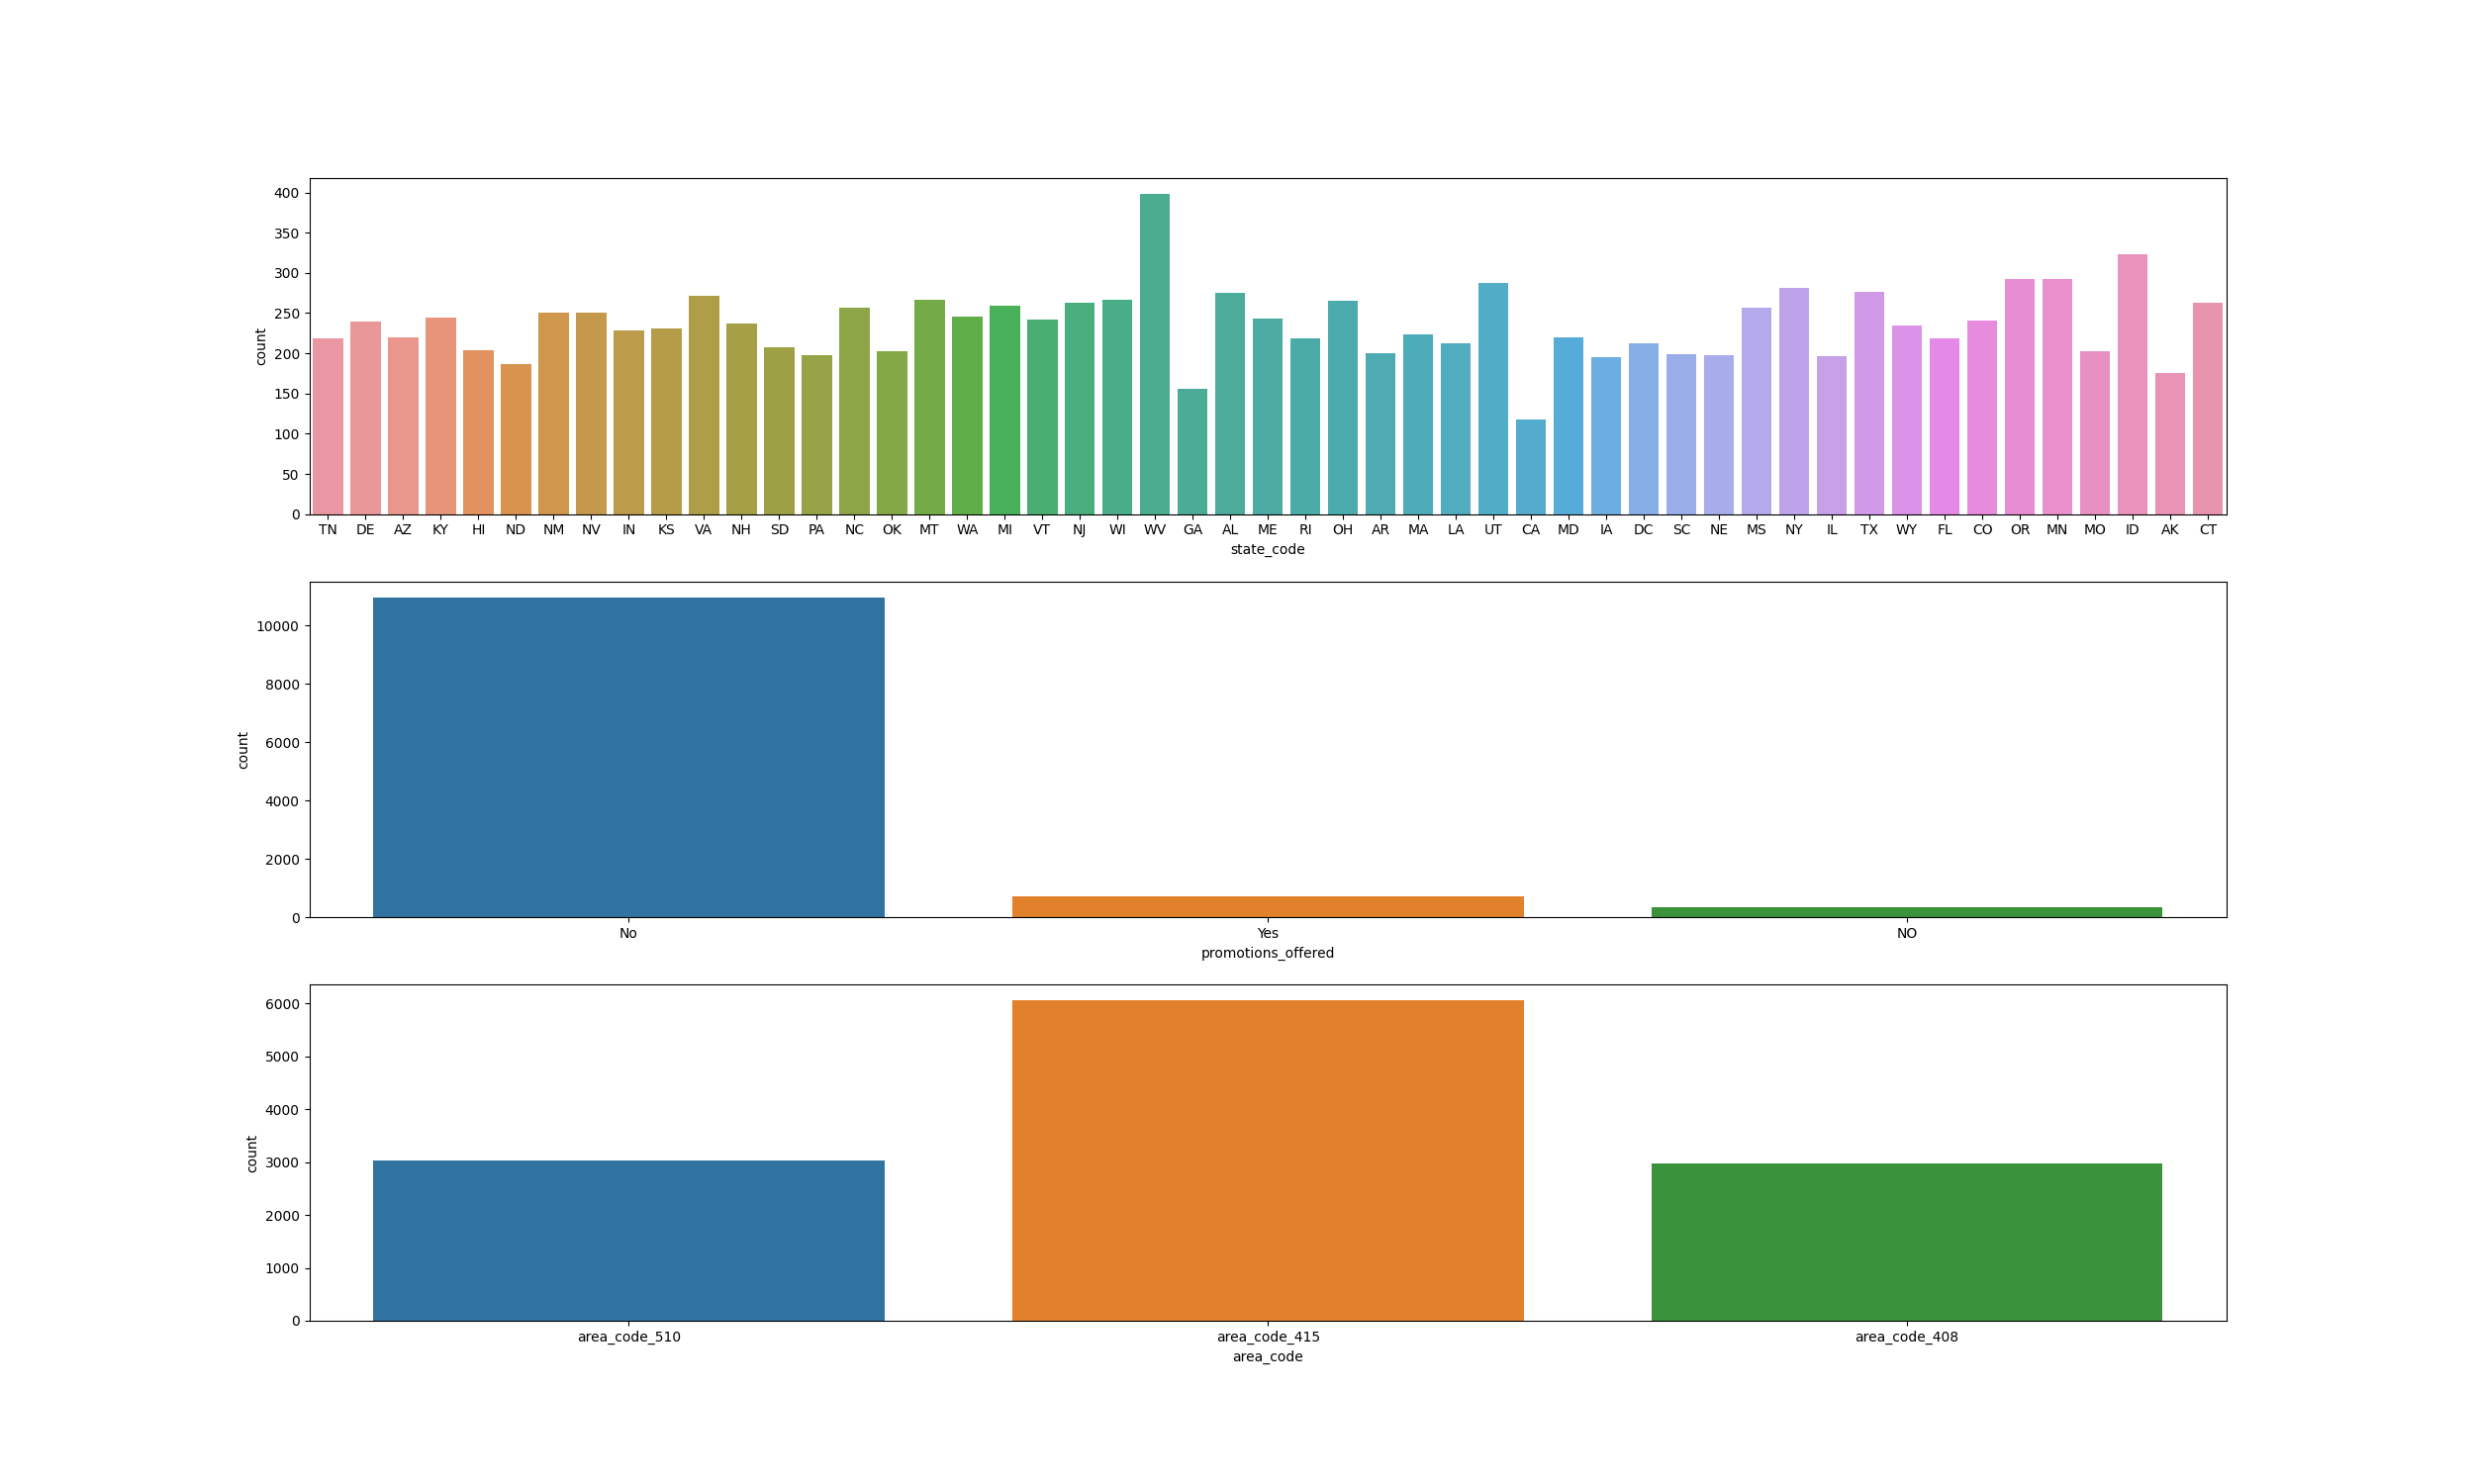 400
350
300
250
200
150
100
50
0
count
TN DE AZ KY HI ND NM NV IN KS VA NH SD PA NC OK MT WA MI VT NJ WI WV GA AL ME RI OH AR MA LA UT CA MD IA DC SC NE MS NY IL TX WY FL CO OR MN MO ID AK CT
state_code
10000
8000
6000
4000
2000
0
count
No Yes NO
promotions_offered
6000
5000
4000
3000
2000
1000
0
count
area_code_510 area_code_415 area_code_408
area_code